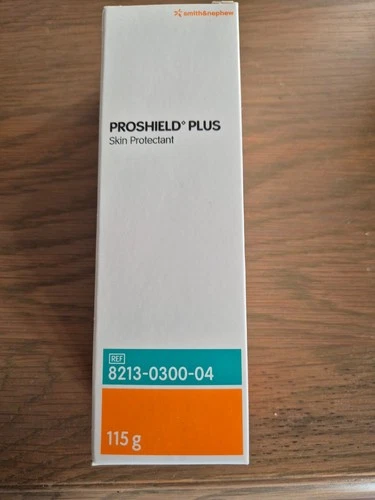 smith&nephew
PROSHIELD° PLUS
Skin Protectant
REF
8213-0300-04
115 g